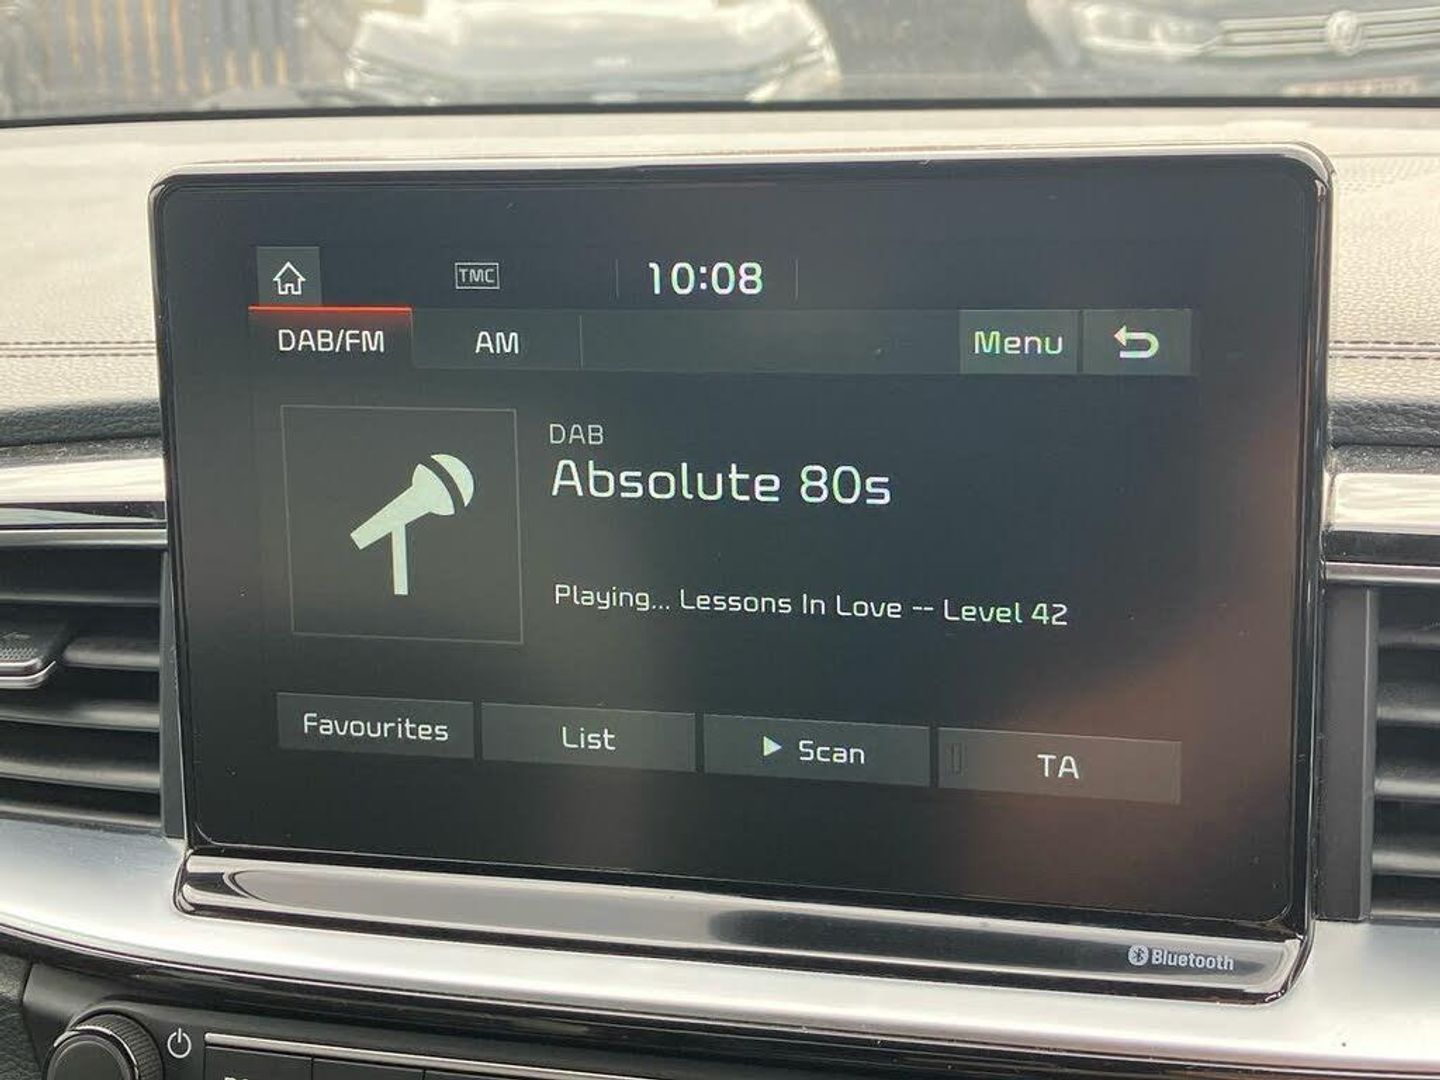 TMC
10:08
DAB/FM
AM
Menu
DAB
Absolute 80s
Playing... Lessons In Love -- Level 42
Favourites
List
Scan
TA
Bluetooth